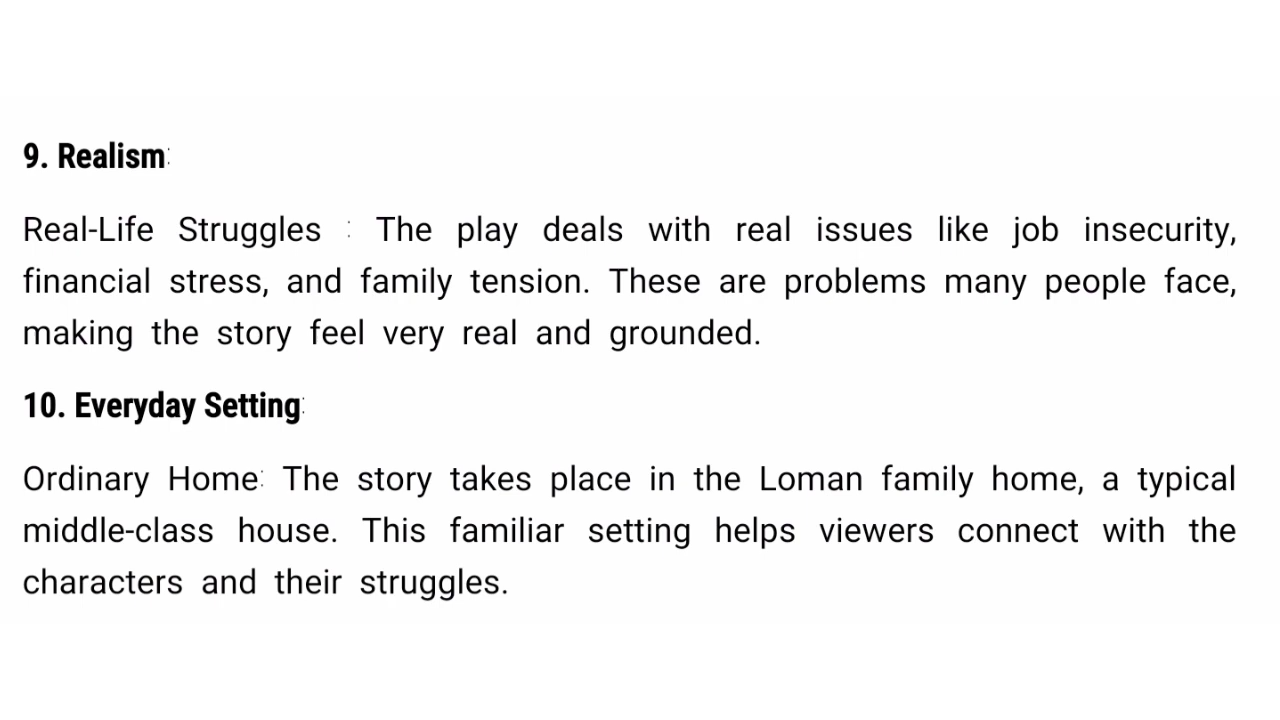 9. Realism:
Real-Life Struggles : The play deals with real issues like job insecurity,
financial stress, and family tension. These are problems many people face,
making the story feel very real and grounded.
10. Everyday Setting:
Ordinary Home: The story takes place in the Loman family home, a typical
middle-class house. This familiar setting helps viewers connect with the
characters and their struggles.